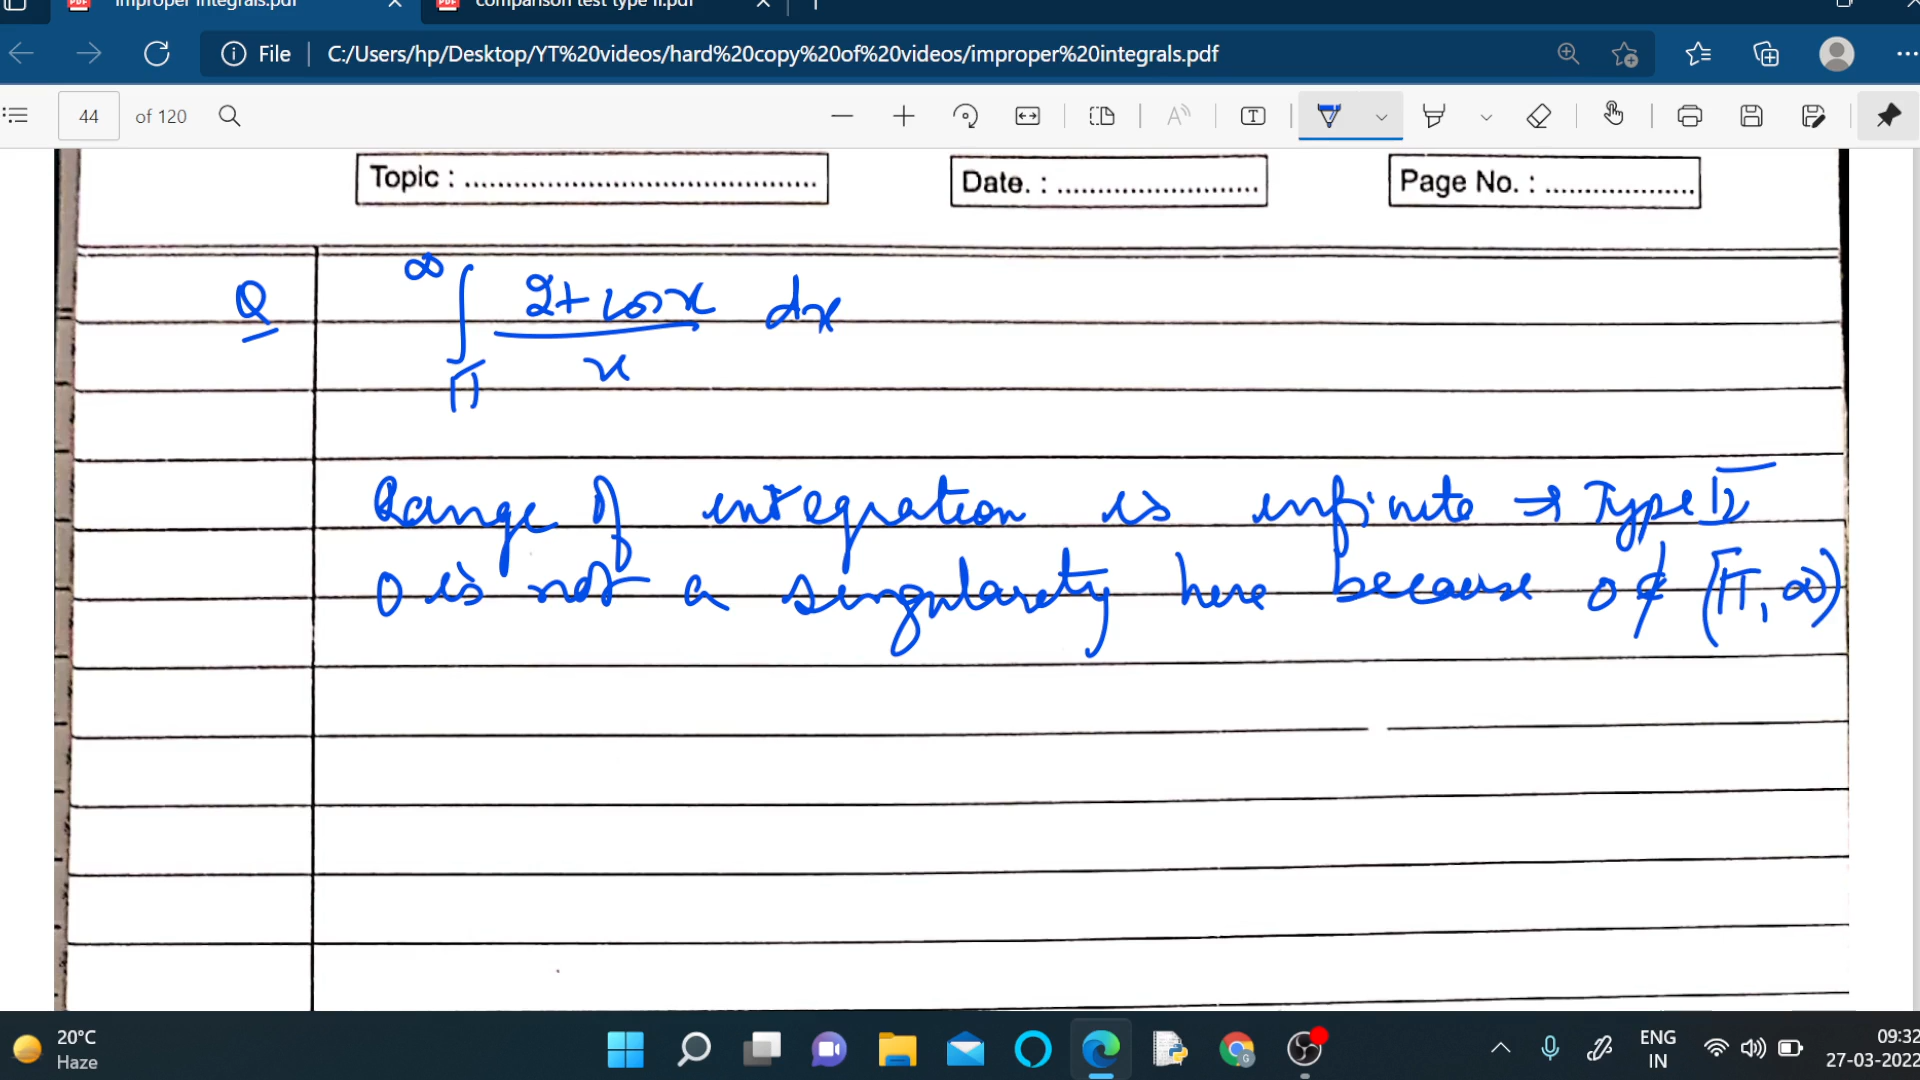 improper integrals.pdf
comparison test type II.pdf
File C:/Users/hp/Desktop/YT%20videos/hard%20copy%20of%20videos/improper%20integrals.pdf
44 of 120
Topic : ........................................
Date. : .......................
Page No. : .................
Q ∫_π^∞ (2+cosx)/x dx
Range of integration is infinite → Type II
0 is not a singularity here because 0 ∉ [π, ∞)
20°C
Haze
ENG
IN
09:32
27-03-2022